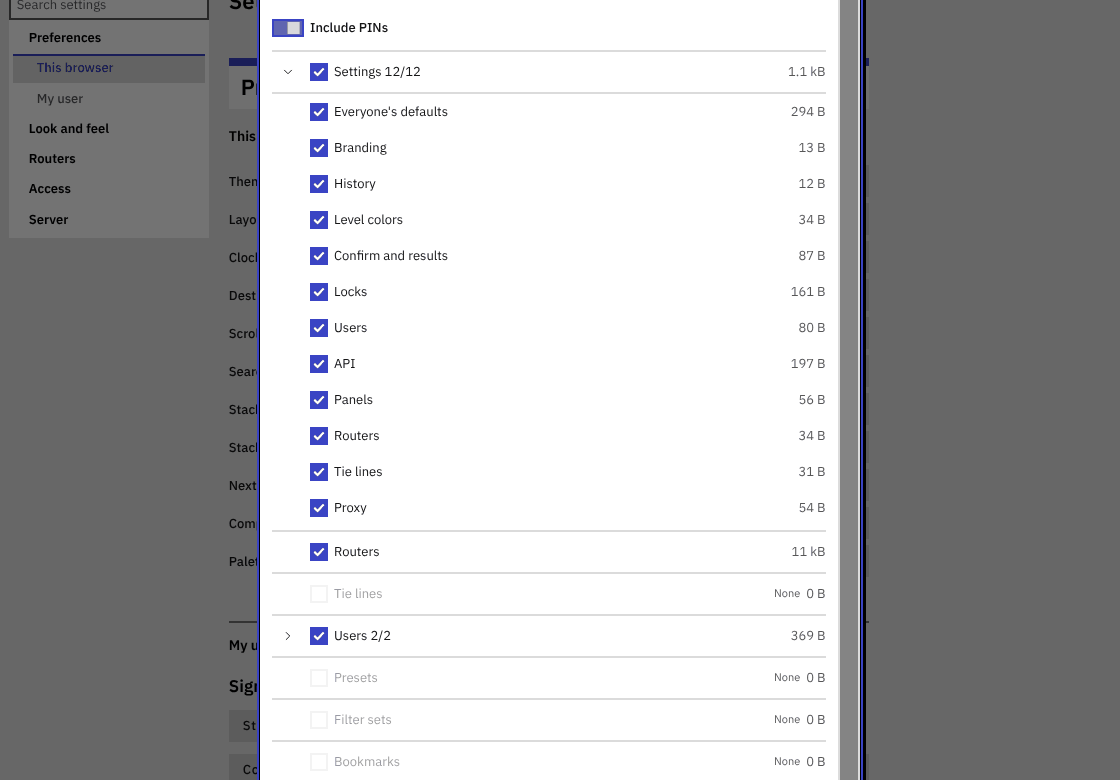 Search settings
Preferences
This browser
My user
Look and feel
Routers
Access
Server
Se
This
Include PINs
Settings 12/12 1.1 kB
Everyone's defaults 294 B
Branding 13 B
History 12 B
Level colors 34 B
Confirm and results 87 B
Locks 161 B
Users 80 B
API 197 B
Panels 56 B
Routers 34 B
Tie lines 31 B
Proxy 54 B
Routers 11 kB
Tie lines None 0 B
Users 2/2 369 B
Presets None 0 B
Filter sets None 0 B
Bookmarks None 0 B